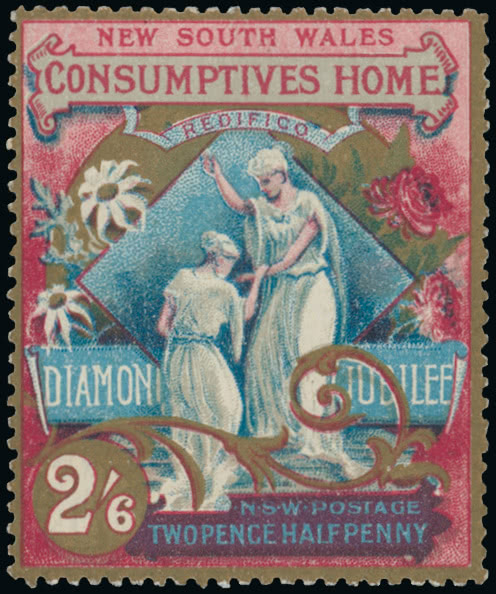 NEW SOUTH WALES
CONSUMPTIVES HOME
REDIFICO
DIAMON JUBILEE
2/6
N.S.W. POSTAGE
TWOPENCE HALFPENNY